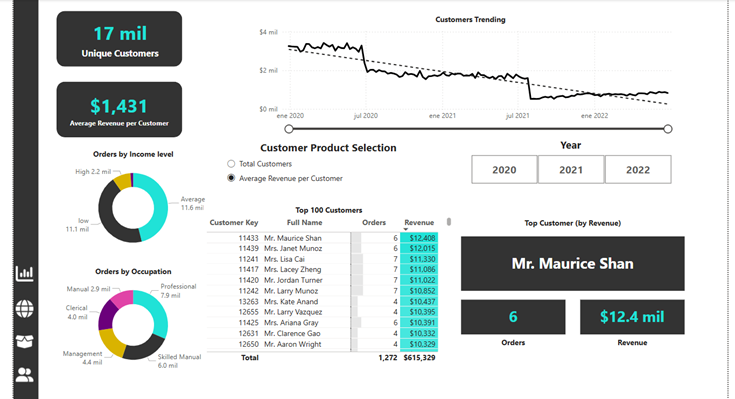 17 mil
Unique Customers
$1,431
Average Revenue per Customer
Customers Trending
$4 mil
$2 mil
$0 mil
ene 2020
jul 2020
ene 2021
jul 2021
ene 2022
Customer Product Selection
Total Customers
Average Revenue per Customer
Year
2020
2021
2022
Orders by Income level
High 2.2 mil
Average
11.6 mil
low
11.1 mil
Orders by Occupation
Manual 2.9 mil
Professional
7.9 mil
Clerical
4.0 mil
Management
4.4 mil
Skilled Manual
6.0 mil
Top 100 Customers
Customer Key Full Name Orders Revenue
11433 Mr. Maurice Shan 6 $12,408
11439 Mrs. Janet Munoz 6 $12,015
11241 Mrs. Lisa Cai 7 $11,330
11417 Mrs. Lacey Zheng 7 $11,086
11420 Mr. Jordan Turner 7 $11,022
11242 Mr. Larry Munoz 7 $10,852
13263 Mrs. Kate Anand 4 $10,437
12655 Mr. Larry Vazquez 4 $10,395
11425 Mrs. Ariana Gray 6 $10,391
12631 Mr. Clarence Gao 4 $10,332
12650 Mr. Aaron Wright 4 $10,329
Total 1,272 $615,329
Top Customer (by Revenue)
Mr. Maurice Shan
6
Orders
$12.4 mil
Revenue